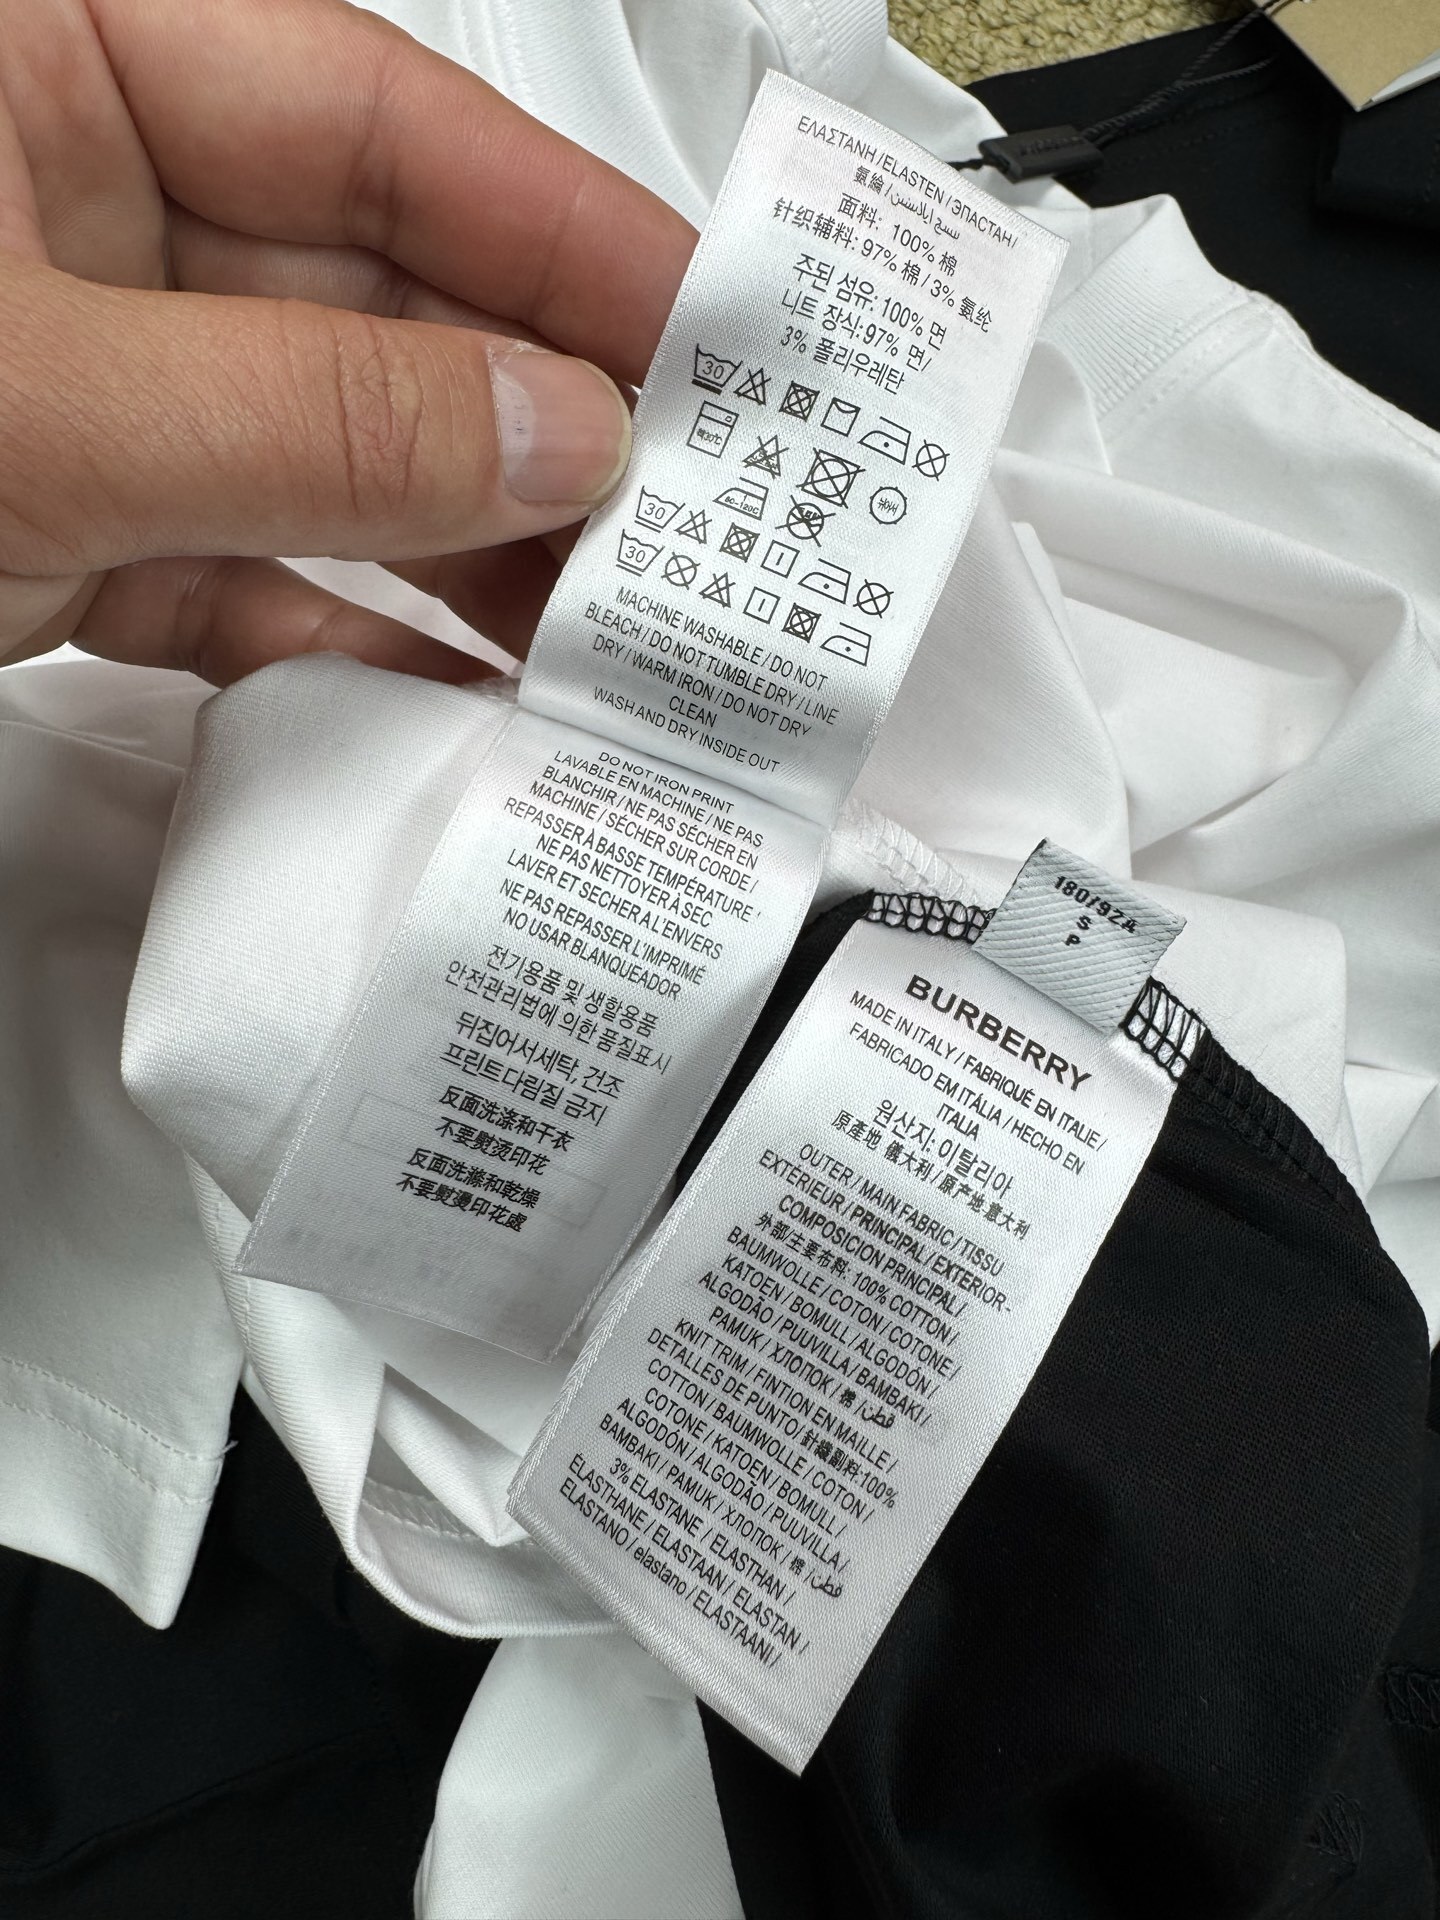 ΕΛΑΣΤΑΝΗ / ELASTEN / ЭПАСТАН /
氨綸 /
面料: 100% 棉
针织辅料: 97% 棉 / 3% 氨纶
주된 섬유: 100% 면
니트 장식: 97% 면/
3% 폴리우레탄
30
80-120C
30
30
MACHINE WASHABLE / DO NOT
BLEACH / DO NOT TUMBLE DRY / LINE
DRY / WARM IRON / DO NOT DRY
CLEAN
WASH AND DRY INSIDE OUT
DO NOT IRON PRINT
LAVABLE EN MACHINE / NE PAS
BLANCHIR / NE PAS SÉCHER EN
MACHINE / SÉCHER SUR CORDE /
REPASSER À BASSE TEMPÉRATURE /
NE PAS NETTOYER À SEC
LAVER ET SECHER A L'ENVERS
NE PAS REPASSER L'IMPRIMÉ
NO USAR BLANQUEADOR
전기용품 및 생활용품
안전관리법에 의한 품질표시
뒤집어서세탁, 건조
프린트다림질 금지
反面洗涤和干衣
不要熨烫印花
反面洗滌和乾燥
不要熨燙印花處
180/92A
S
P
BURBERRY
MADE IN ITALY / FABRIQUÉ EN ITALIE /
FABRICADO EM ITÁLIA / HECHO EN
ITALIA
원산지: 이탈리아
原產地 儀大利 / 原产地 意大利
OUTER / MAIN FABRIC / TISSU
EXTÉRIEUR / PRINCIPAL / EXTERIOR-
COMPOSICION PRINCIPAL /
外部/主要布料: 100% COTTON /
BAUMWOLLE / COTON / COTONE /
KATOEN / BOMULL / ALGODÓN /
ALGODÃO / PUUVILLA / BAMBAKI /
PAMUK / ХЛОПОК / 棉 / قطن
KNIT TRIM / FINTION EN MAILLE /
DETALLES DE PUNTO/ 針織副料:100%
COTTON / BAUMWOLLE / COTON /
COTONE / KATOEN / BOMULL /
ALGODÓN / ALGODÃO / PUUVILLA /
BAMBAKI / PAMUK / ХЛОПОК / 棉 / قطن
3% ELASTANE / ELASTHAN /
ÉLASTHANE / ELASTAAN / ELASTAN /
ELASTANO / elastano / ELASTAANI /